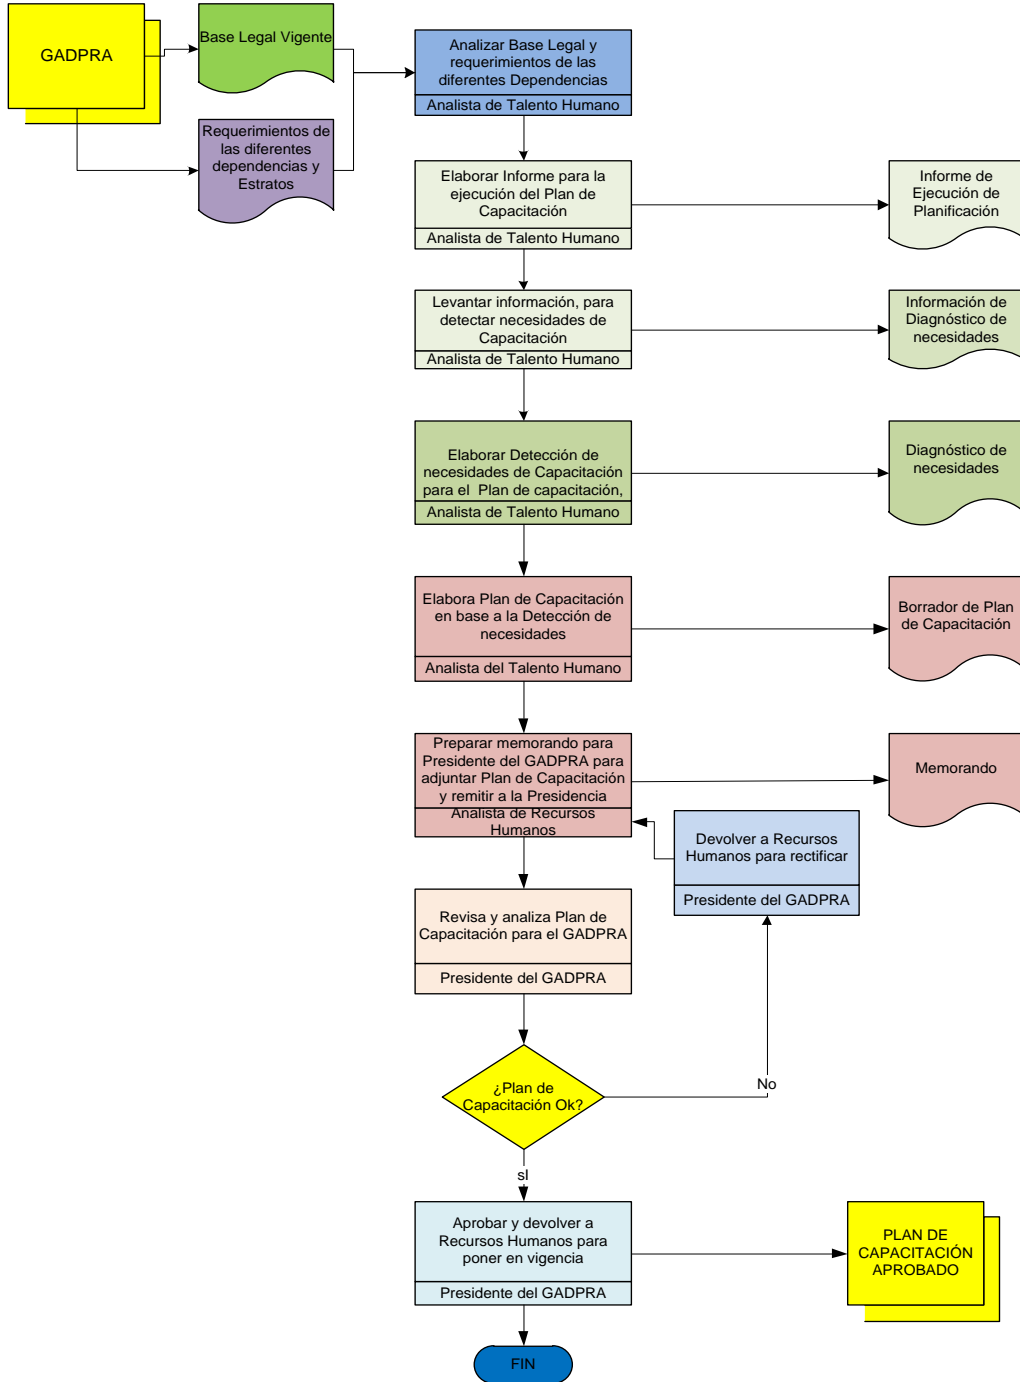 GADPRA
Base Legal Vigente
Requerimientos de
las diferentes
dependencias y
Estratos
Analizar Base Legal y
requerimientos de las
diferentes Dependencias
Analista de Talento Humano
Elaborar Informe para la
ejecución del Plan de
Capacitación
Analista de Talento Humano
Informe de
Ejecución de
Planificación
Levantar información, para
detectar necesidades de
Capacitación
Analista de Talento Humano
Información de
Diagnóstico de
necesidades
Elaborar Detección de
necesidades de Capacitación
para el Plan de capacitación,
Analista de Talento Humano
Diagnóstico de
necesidades
Elabora Plan de Capacitación
en base a la Detección de
necesidades
Analista del Talento Humano
Borrador de Plan
de Capacitación
Preparar memorando para
Presidente del GADPRA para
adjuntar Plan de Capacitación
y remitir a la Presidencia
Analista de Recursos
Humanos
Memorando
Devolver a Recursos
Humanos para rectificar
Presidente del GADPRA
Revisa y analiza Plan de
Capacitación para el GADPRA
Presidente del GADPRA
¿Plan de
Capacitación Ok?
No
sI
Aprobar y devolver a
Recursos Humanos para
poner en vigencia
Presidente del GADPRA
PLAN DE
CAPACITACIÓN
APROBADO
FIN